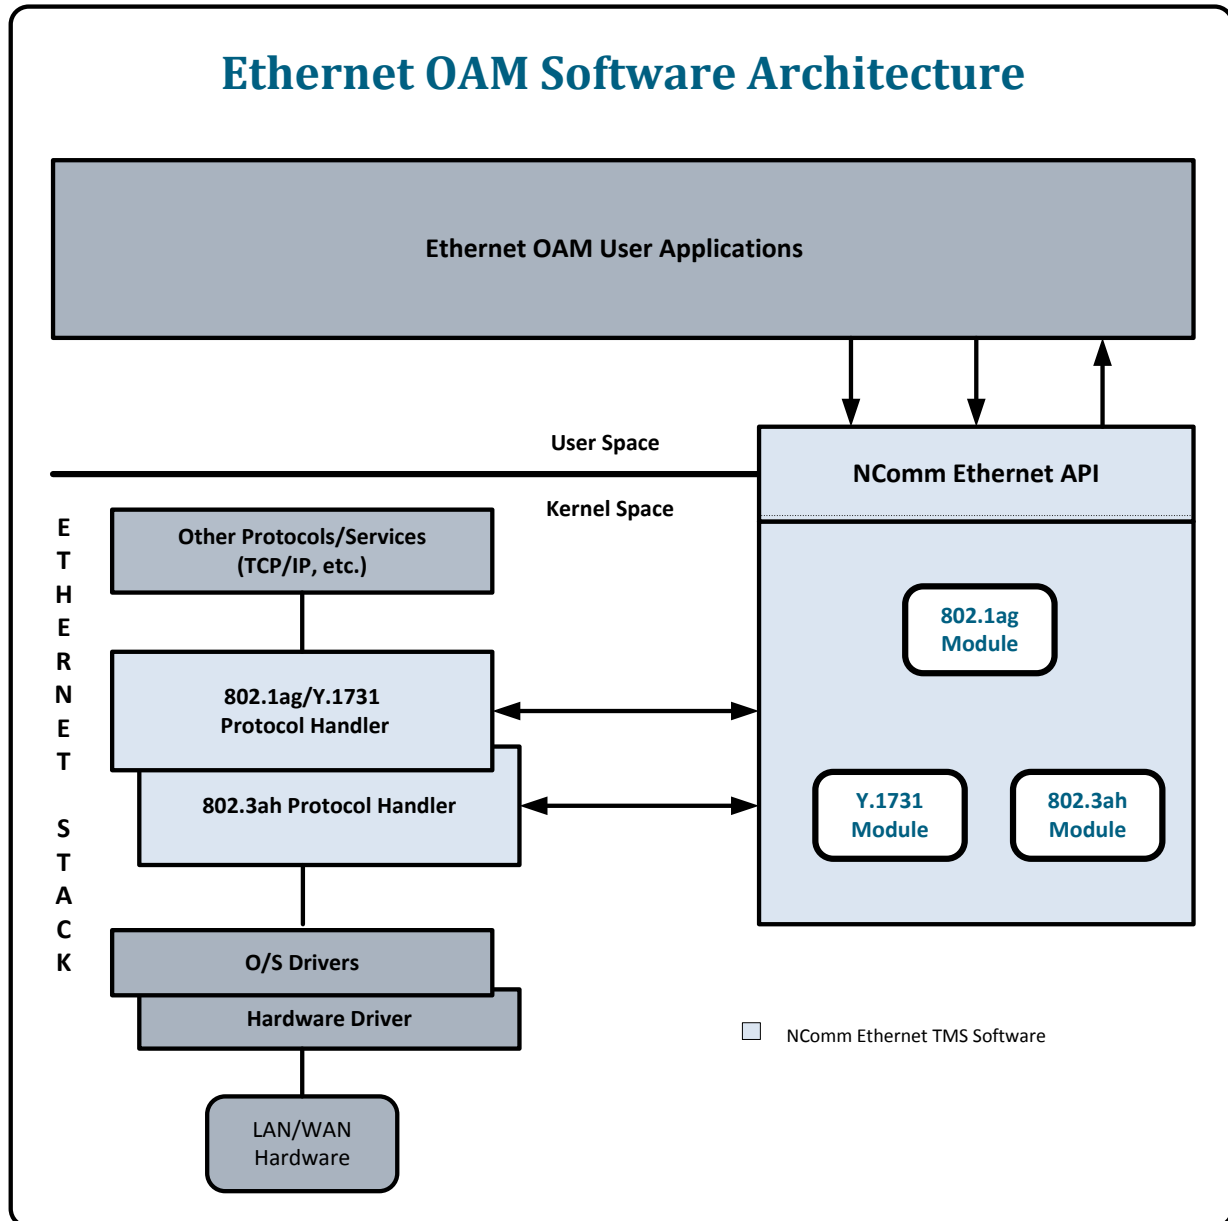 Ethernet OAM Software Architecture
Ethernet OAM User Applications
User Space
NComm Ethernet API
Kernel Space
ETHERNET STACK
Other Protocols/Services
(TCP/IP, etc.)
802.1ag
Module
802.1ag/Y.1731
Protocol Handler
802.3ah Protocol Handler
Y.1731
Module
802.3ah
Module
O/S Drivers
Hardware Driver
NComm Ethernet TMS Software
LAN/WAN
Hardware